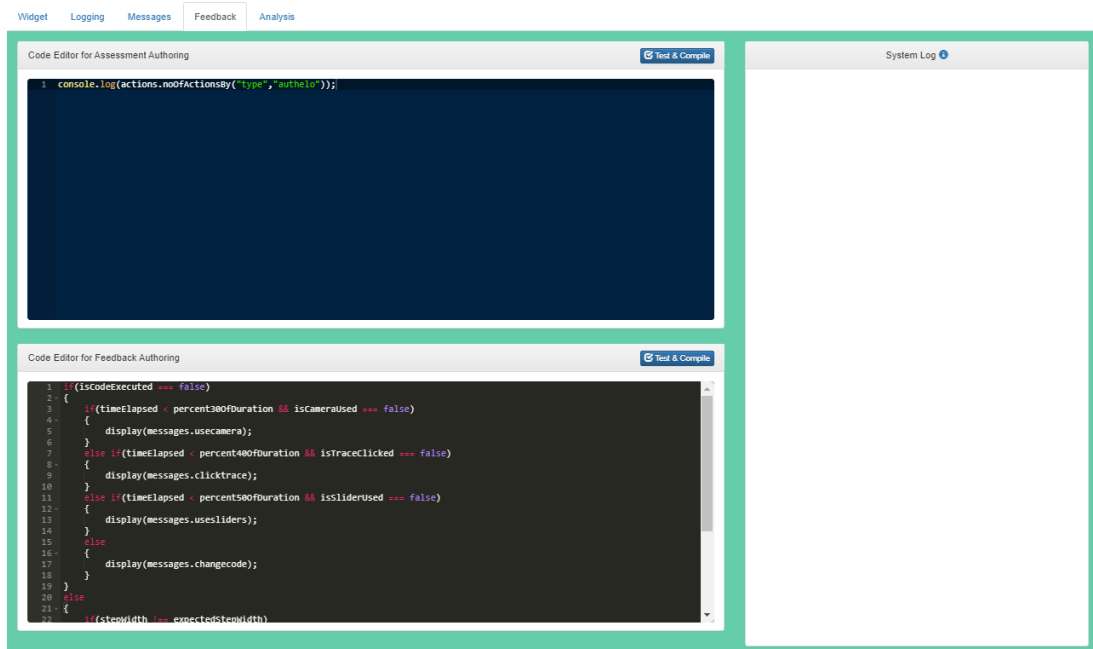 Widget Logging Messages Feedback Analysis
Code Editor for Assessment Authoring
Test & Compile
1 console.log(actions.noOfActionsBy("type","authelo"));
Code Editor for Feedback Authoring
Test & Compile
1 if(isCodeExecuted === false)
2 {
3 if(timeElapsed < percent30OfDuration && isCameraUsed === false)
4 {
5 display(messages.usecamera);
6 }
7 else if(timeElapsed < percent40OfDuration && isTraceClicked === false)
8 {
9 display(messages.clicktrace);
10 }
11 else if(timeElapsed < percent50OfDuration && isSliderUsed === false)
12 {
13 display(messages.usesliders);
14 }
15 else
16 {
17 display(messages.changecode);
18 }
19 }
20 else
21 {
22 if(stepWidth !== expectedStepWidth)
System Log